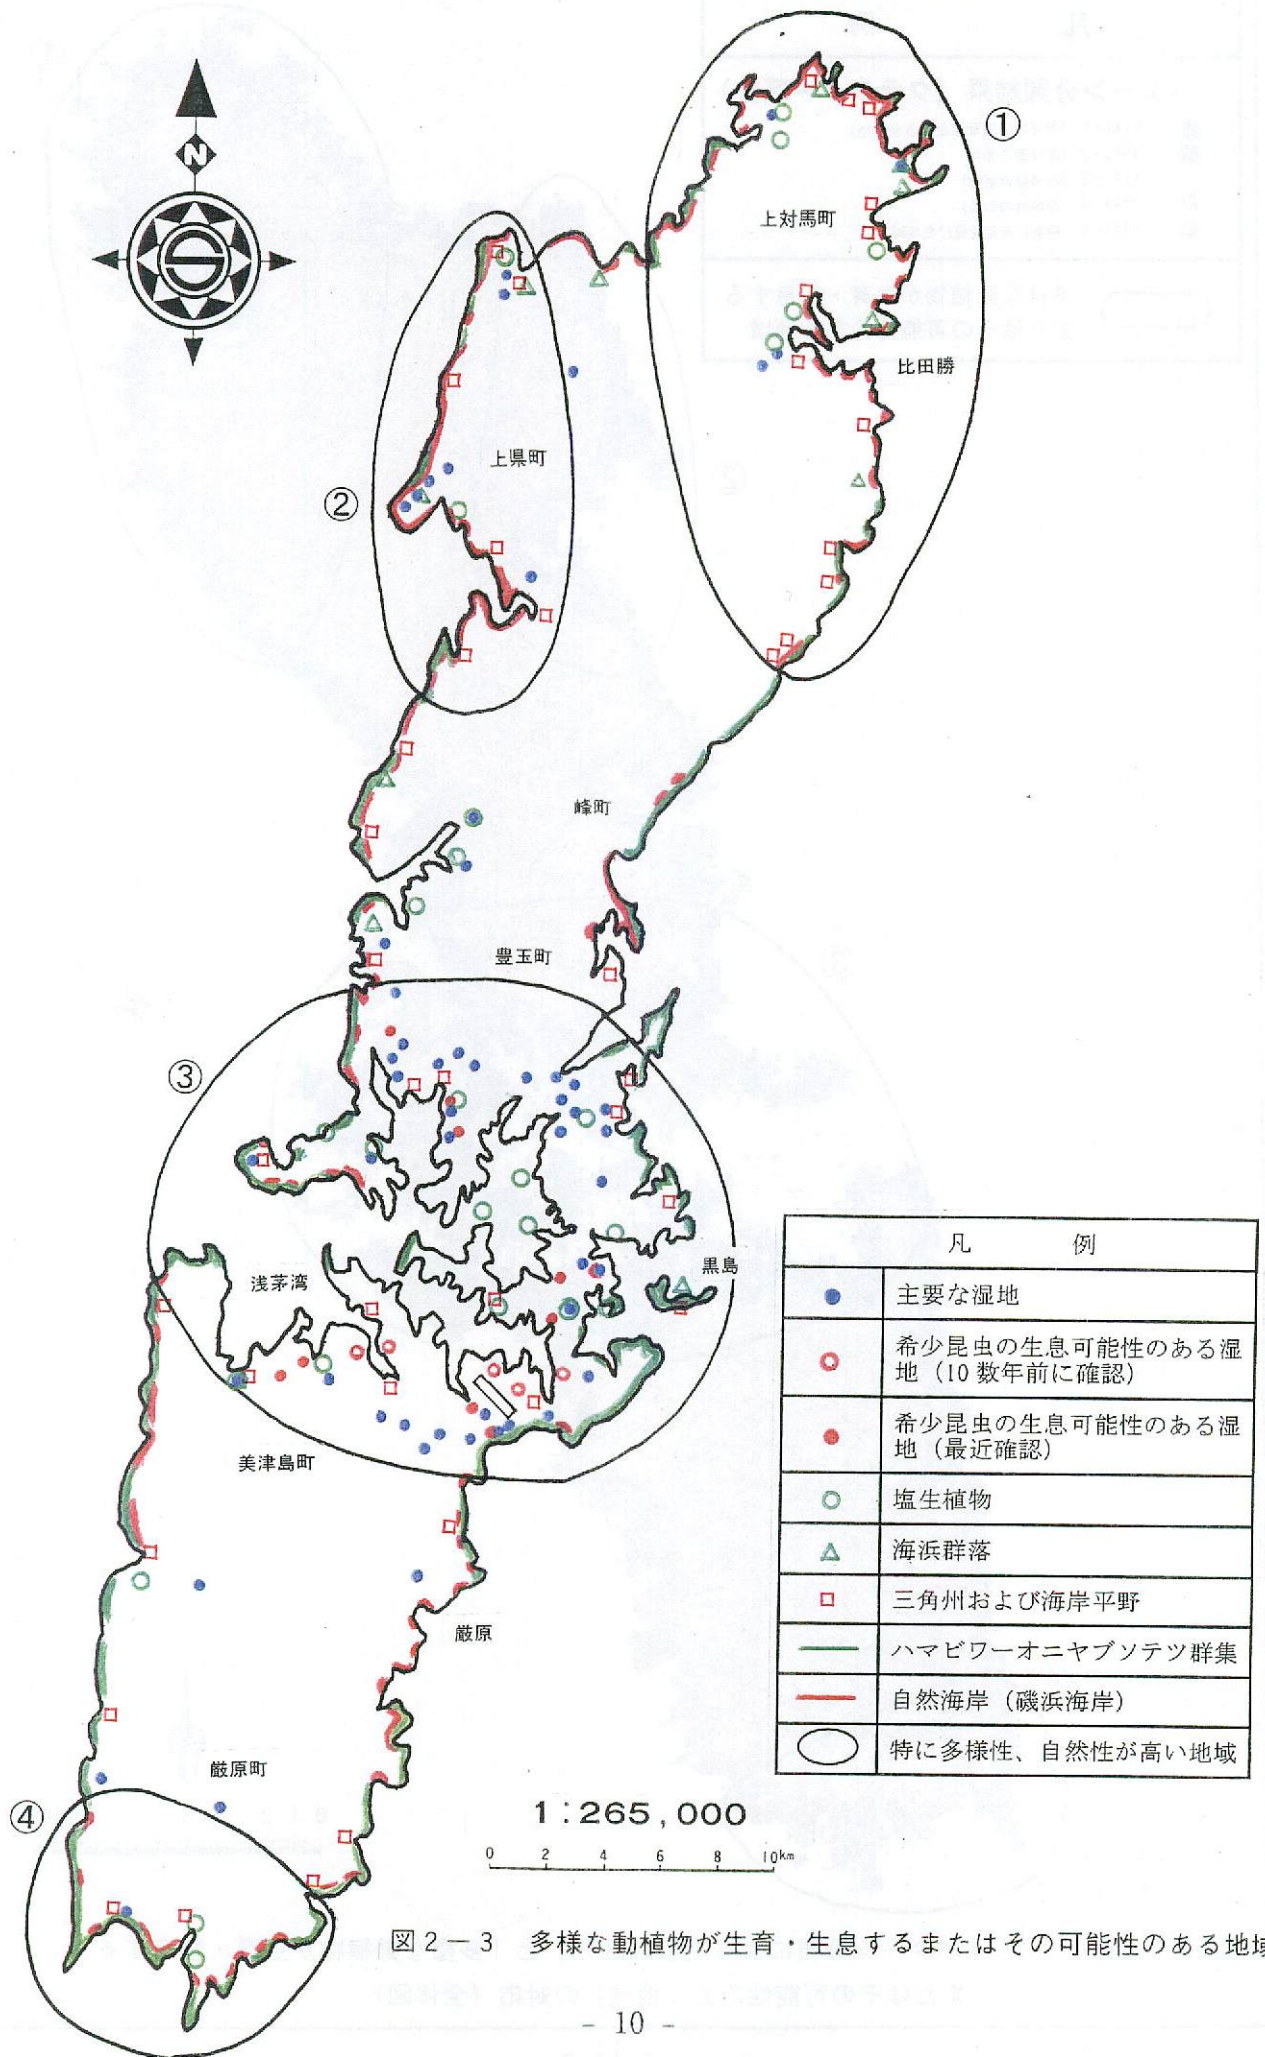 N
S
①
上対馬町
比田勝
上県町
②
峰町
豊玉町
③
浅茅湾
黒島
美津島町
厳原
厳原町
④
凡 例
主要な湿地
希少昆虫の生息可能性のある湿
地（10数年前に確認）
希少昆虫の生息可能性のある湿
地（最近確認）
塩生植物
海浜群落
三角州および海岸平野
ハマビワーオニヤブソテツ群集
自然海岸（磯浜海岸）
特に多様性、自然性が高い地域
1：265,000
0 2 4 6 8 10km
図２－３ 多様な動植物が生育・生息するまたはその可能性のある地域
- 10 -